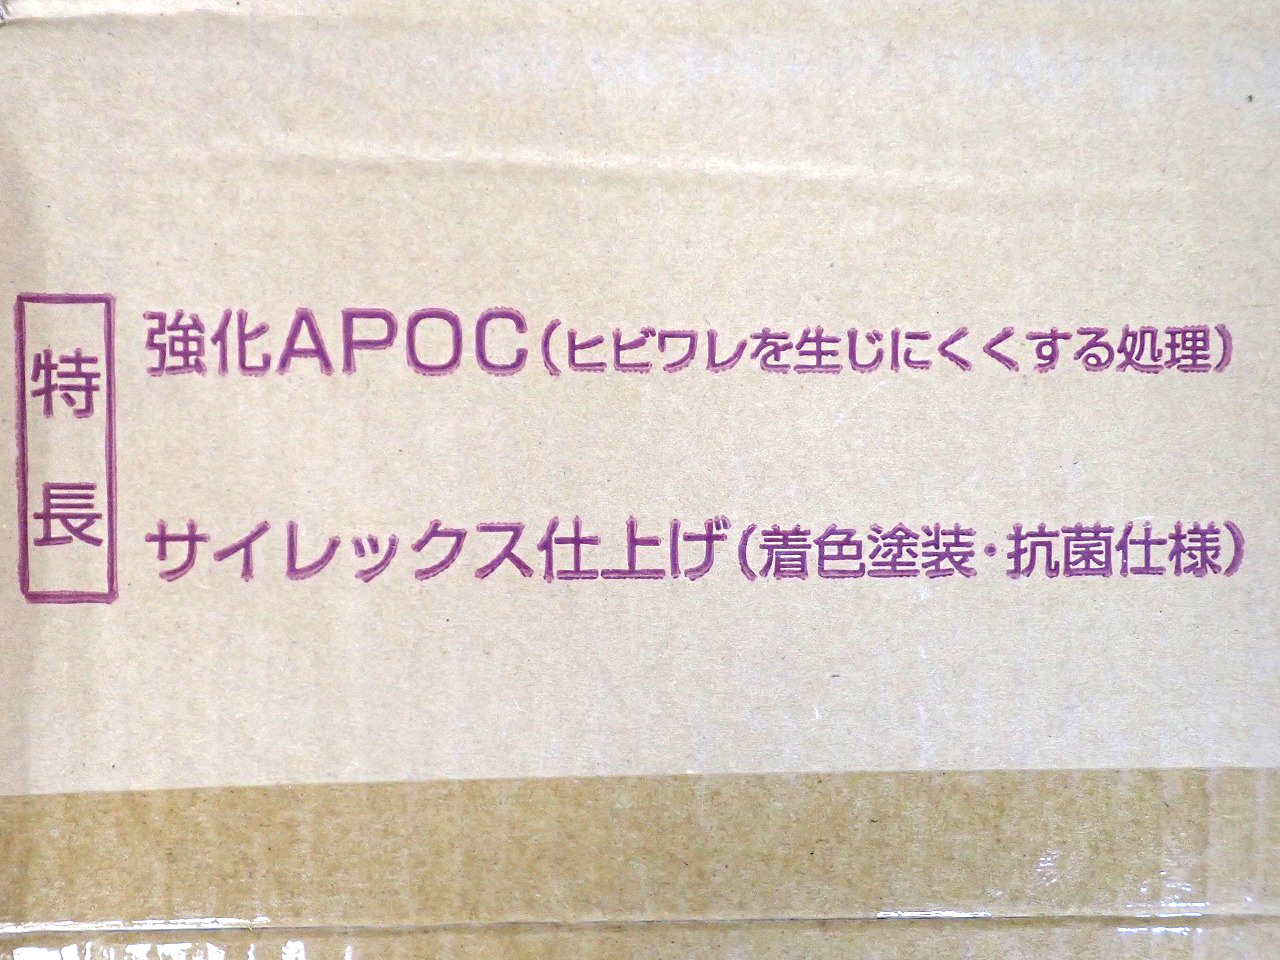 特長
強化APOC(ヒビワレを生じにくくする処理)
サイレックス仕上げ(着色塗装・抗菌仕様)